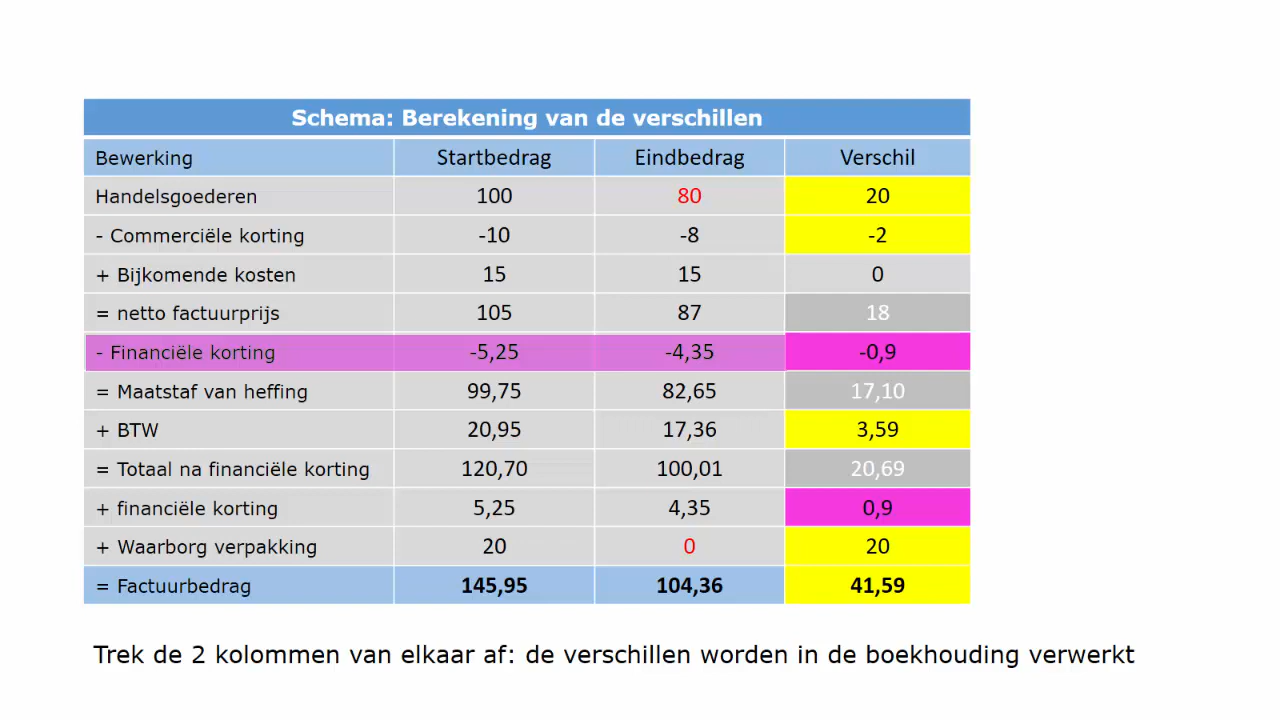 Schema: Berekening van de verschillen
Bewerking Startbedrag Eindbedrag Verschil
Handelsgoederen 100 80 20
- Commerciële korting -10 -8 -2
+ Bijkomende kosten 15 15 0
= netto factuurprijs 105 87 18
- Financiële korting -5,25 -4,35 -0,9
= Maatstaf van heffing 99,75 82,65 17,10
+ BTW 20,95 17,36 3,59
= Totaal na financiële korting 120,70 100,01 20,69
+ financiële korting 5,25 4,35 0,9
+ Waarborg verpakking 20 0 20
= Factuurbedrag 145,95 104,36 41,59
Trek de 2 kolommen van elkaar af: de verschillen worden in de boekhouding verwerkt